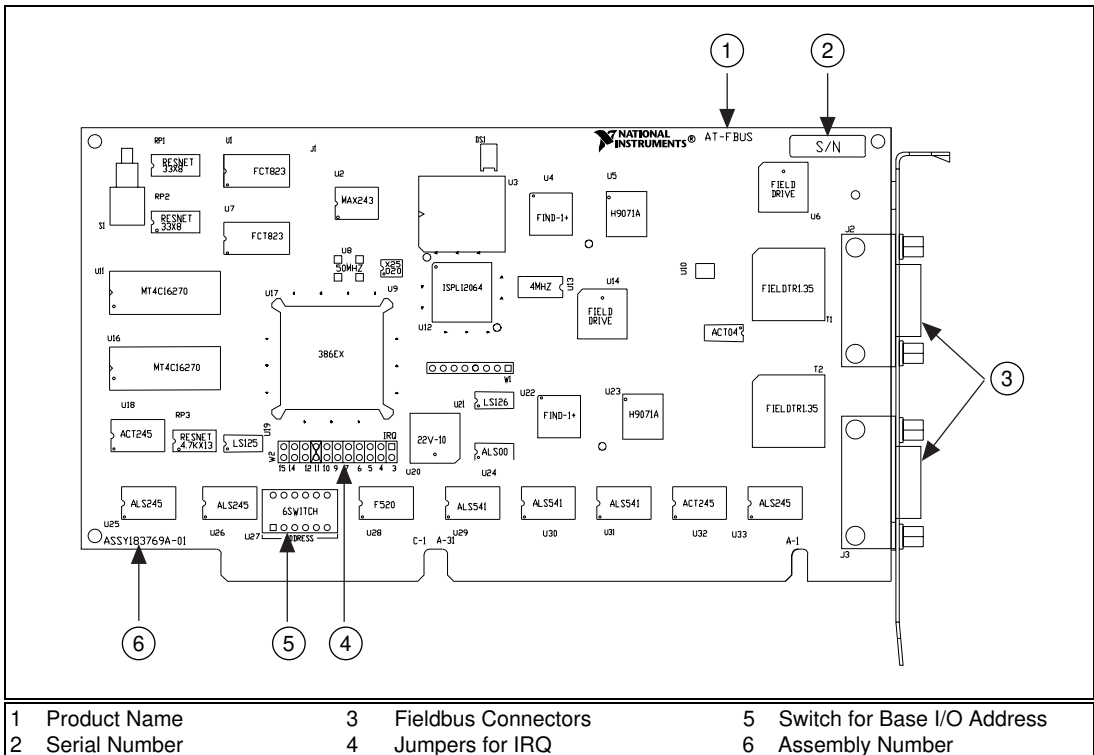 1 2
NATIONAL INSTRUMENTS®
AT-FBUS
S/N
RP1
RESNET 33X8
U1
FCT823
J1
DS1
U2
MAX243
U3
U4
FIND-1+
U5
H9071A
FIELD DRIVE
U6
S1
RP2
RESNET 33X8
U7
FCT823
J2
U8
50MHZ
X25
U20
U9
U10
U11
MT4C16270
U17
ISPLI2064
U12
4MHZ
U13
U14
FIELD DRIVE
FIELDTR1.35
T1
ACT04
U16
MT4C16270
386EX
W1
3
T2
U18
ACT245
RP3
RESNET 4.7KX13
LS125
U19
W2
IRQ
15 14 12 11 10 9 7 6 5 4 3
22V-10
U20
U21
LS126
ALS00
U24
U22
FIND-1+
U23
H9071A
FIELDTR1.35
ALS245
U25
ALS245
U26
6SWITCH
U27
ADDRESS
F520
U28
ALS541
U29
ALS541
U30
ALS541
U31
ACT245
U32
ALS245
U33
ASSY183769A-01
C-1
A-31
A-1
J3
6 5 4
1 Product Name
2 Serial Number
3 Fieldbus Connectors
4 Jumpers for IRQ
5 Switch for Base I/O Address
6 Assembly Number